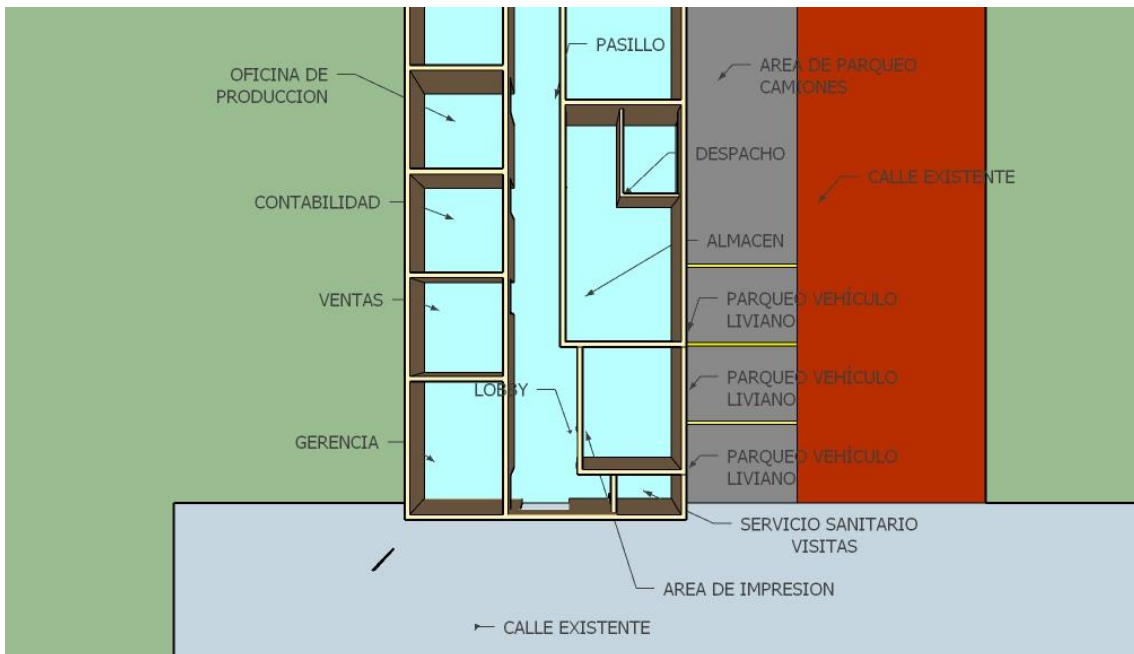 PASILLO
AREA DE PARQUEO
CAMIONES
OFICINA DE
PRODUCCION
DESPACHO
CALLE EXISTENTE
CONTABILIDAD
ALMACEN
VENTAS
PARQUEO VEHÍCULO
LIVIANO
LOBBY
PARQUEO VEHÍCULO
LIVIANO
GERENCIA
PARQUEO VEHÍCULO
LIVIANO
SERVICIO SANITARIO
VISITAS
AREA DE IMPRESION
CALLE EXISTENTE